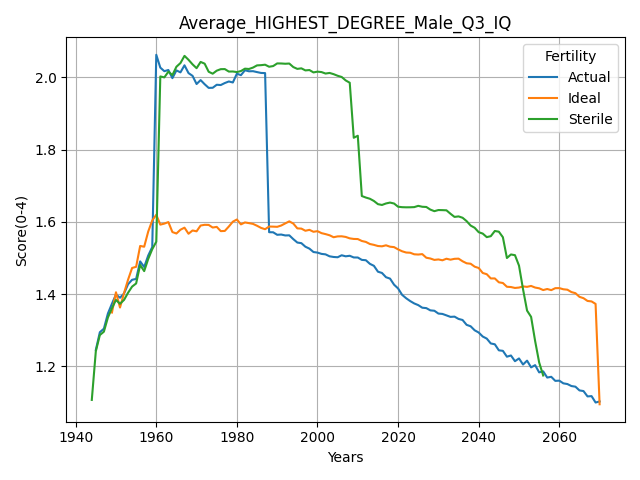 Average_HIGHEST_DEGREE_Male_Q3_IQ
Fertility
Actual
Ideal
Sterile
Score(0-4)
2.0
1.8
1.6
1.4
1.2
1940 1960 1980 2000 2020 2040 2060
Years